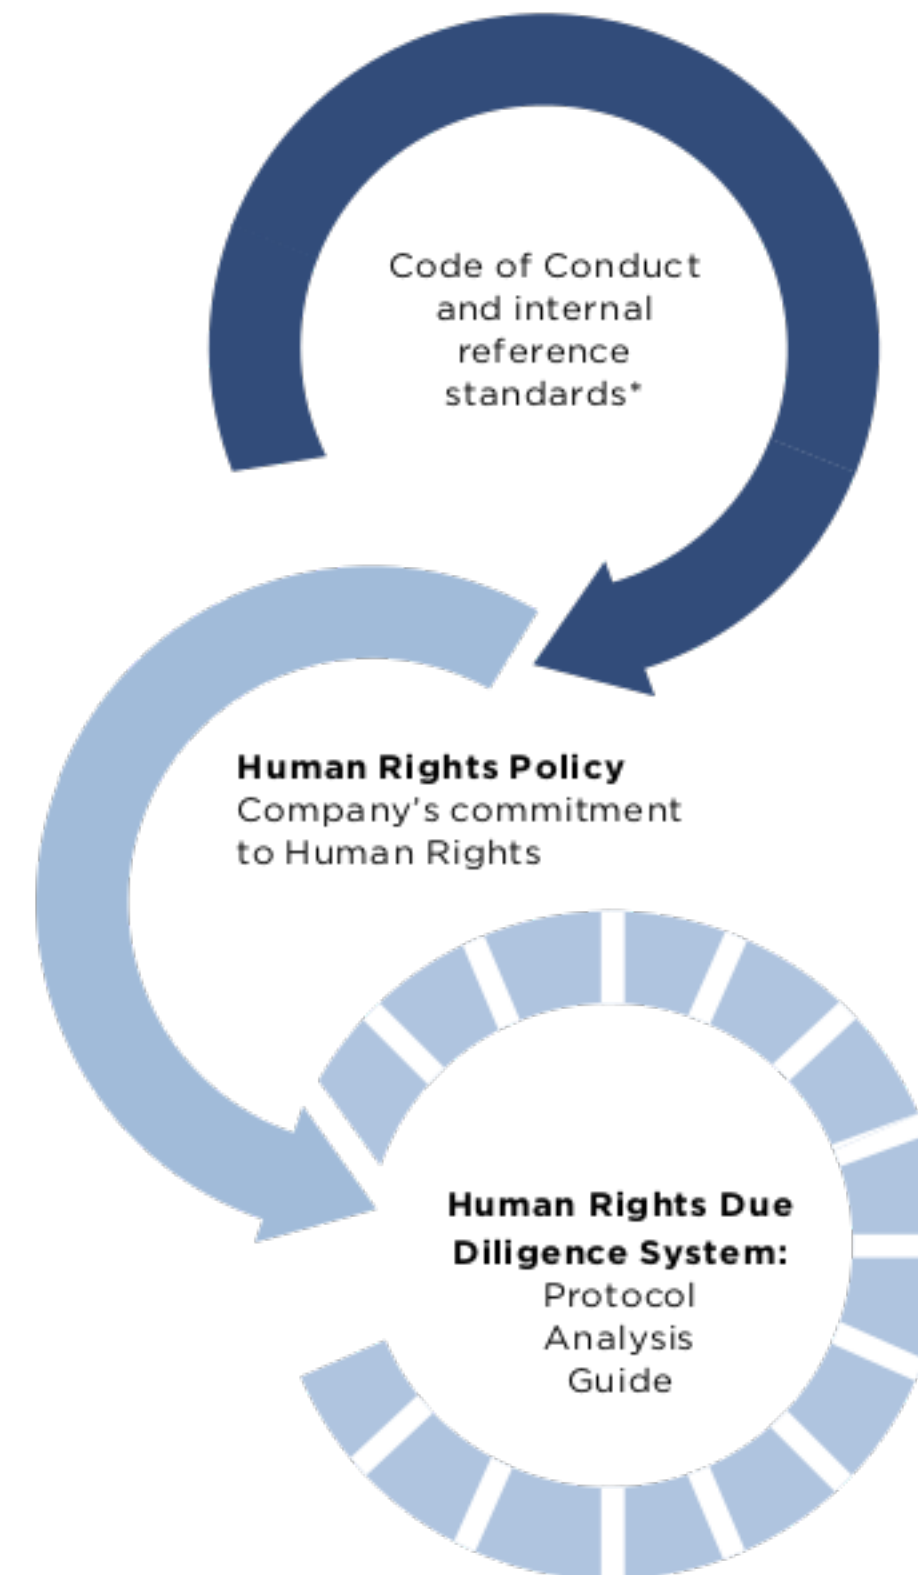 Code of Conduct
and internal
reference
standards*
Human Rights Policy
Company's commitment
to Human Rights
Human Rights Due
Diligence System:
Protocol
Analysis
Guide